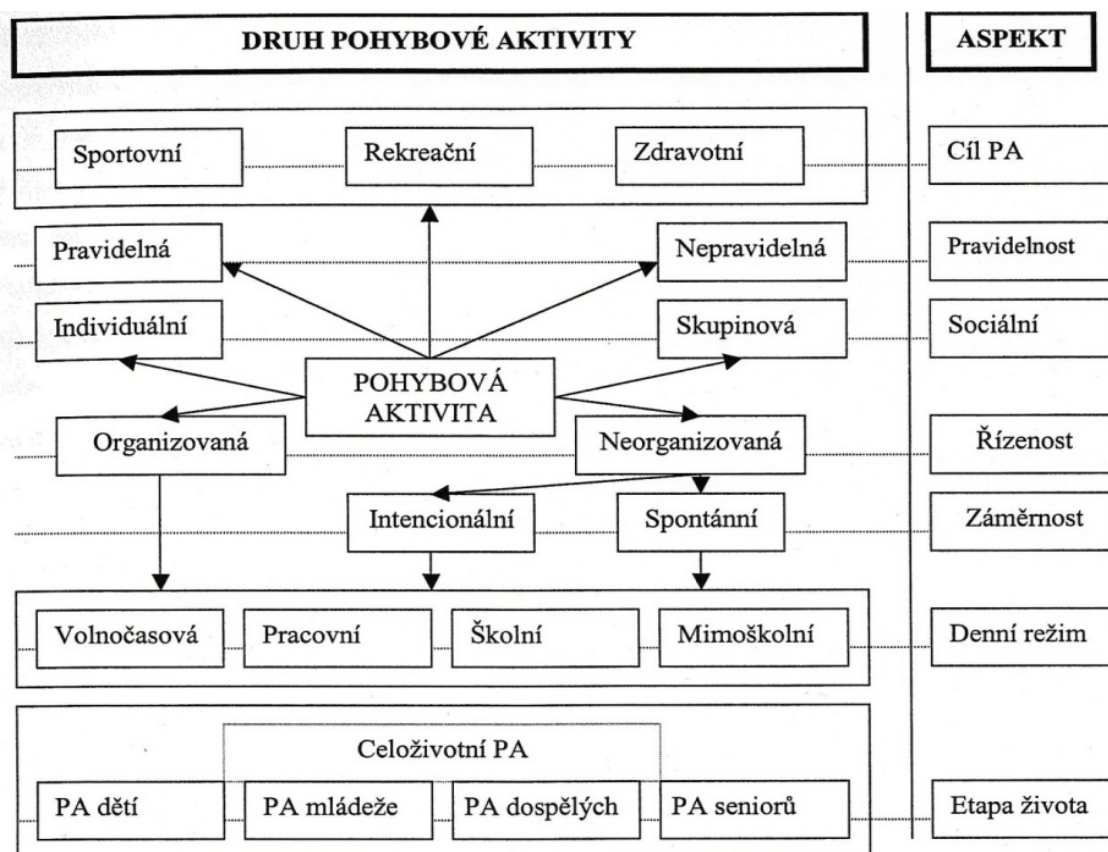 DRUH POHYBOVÉ AKTIVITY
ASPEKT
Sportovní
Rekreační
Zdravotní
Cíl PA
Pravidelná
Nepravidelná
Pravidelnost
Individuální
Skupinová
Sociální
POHYBOVÁ
AKTIVITA
Organizovaná
Neorganizovaná
Řízenost
Intencionální
Spontánní
Záměrnost
Volnočasová
Pracovní
Školní
Mimoškolní
Denní režim
Celoživotní PA
PA dětí
PA mládeže
PA dospělých
PA seniorů
Etapa života